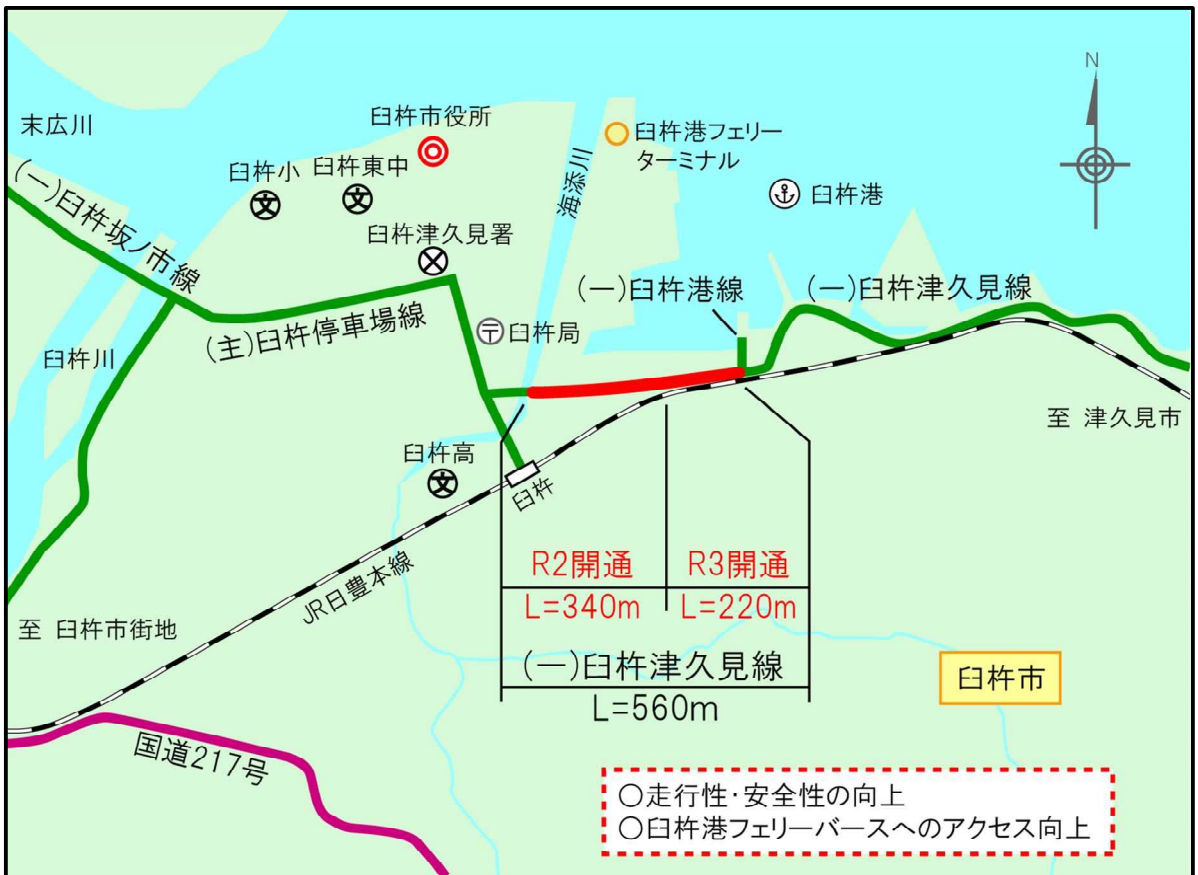 N
末広川
臼杵市役所
臼杵港フェリー
ターミナル
臼杵小
臼杵東中
海添川
臼杵港
(一)臼杵坂ノ市線
臼杵津久見署
(一)臼杵港線
(一)臼杵津久見線
(主)臼杵停車場線
臼杵局
臼杵川
至 津久見市
臼杵高
臼杵
JR日豊本線
R2開通
R3開通
L=340m
L=220m
至 臼杵市街地
(一)臼杵津久見線
臼杵市
L=560m
国道217号
○走行性・安全性の向上
○臼杵港フェリーバースへのアクセス向上